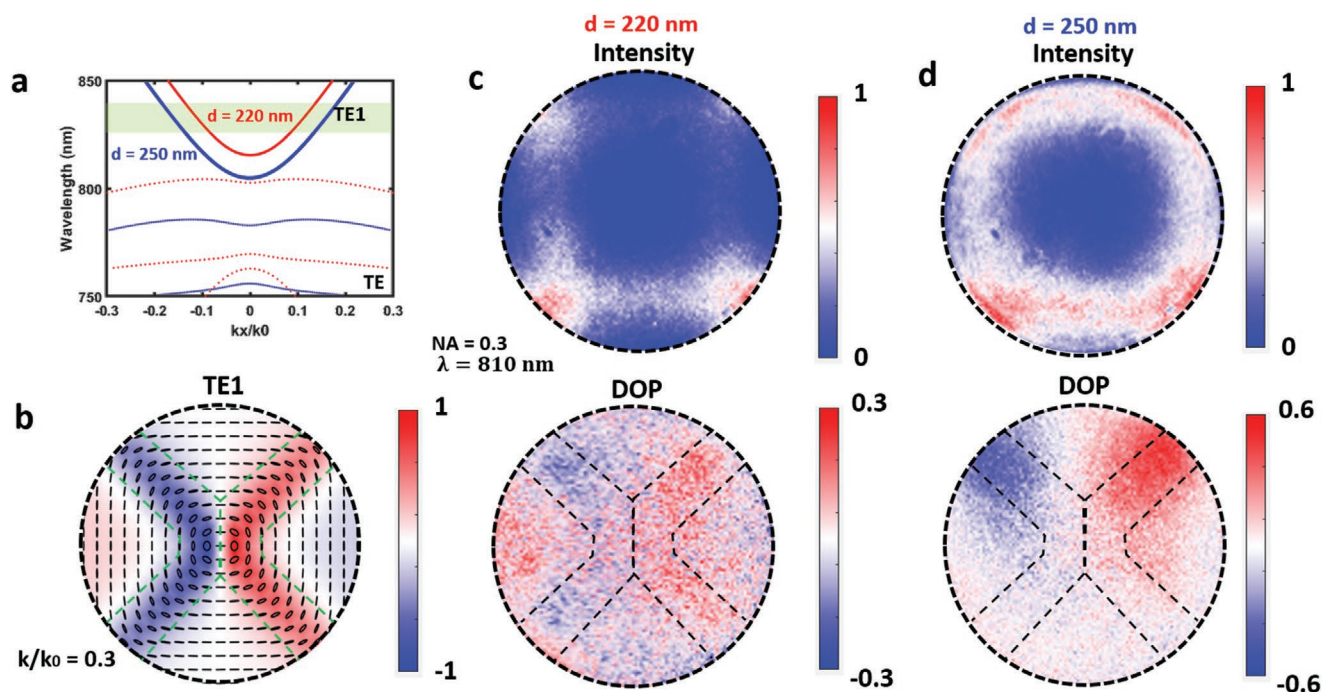 a
850
800
750
Wavelength (nm)
d = 220 nm
TE1
d = 250 nm
TE
-0.3 -0.2 -0.1 0 0.1 0.2 0.3
kx/k0
b
TE1
1
-1
k/k₀ = 0.3
c
d = 220 nm
Intensity
1
0
NA = 0.3
λ = 810 nm
DOP
0.3
-0.3
d
d = 250 nm
Intensity
1
0
DOP
0.6
-0.6